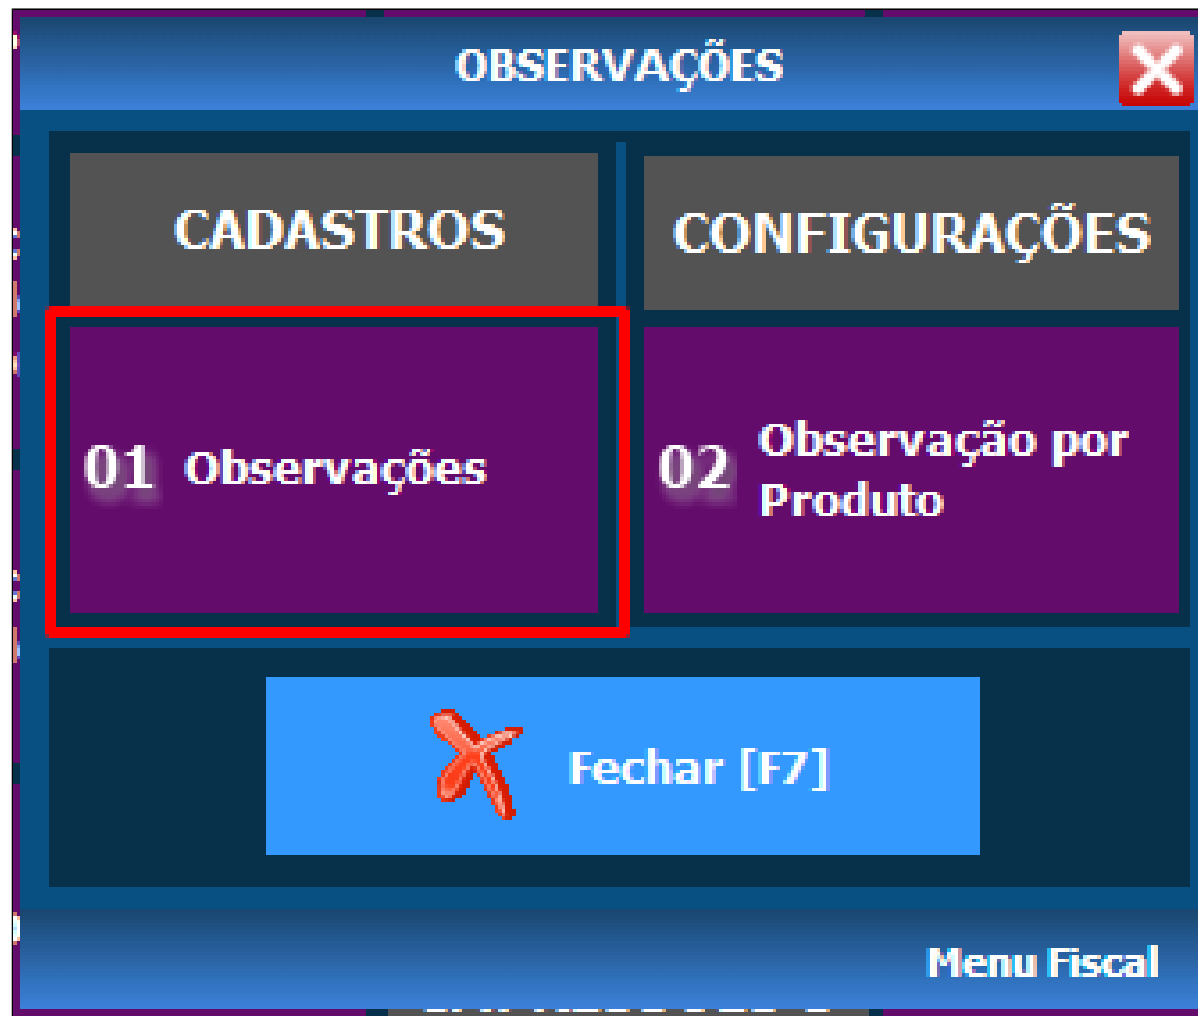 OBSERVAÇÕES
CADASTROS
CONFIGURAÇÕES
01 Observações
02 Observação por
Produto
Fechar [F7]
Menu Fiscal